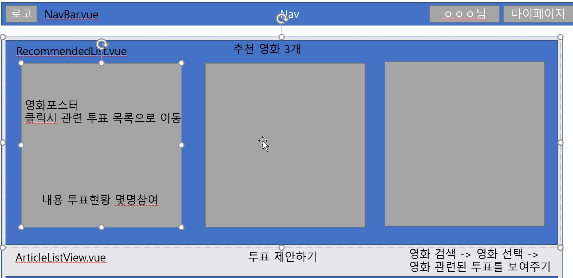 로고 NavBar.vue Nav ㅇㅇㅇ님 마이페이지
RecommendedList.vue 추천 영화 3개
영화포스터
클릭시 관련 투표 목록으로 이동
내용 투표현황 몇명참여
ArticleListView.vue 투표 제안하기 영화 검색 -> 영화 선택 ->
영화 관련된 투표를 보여주기